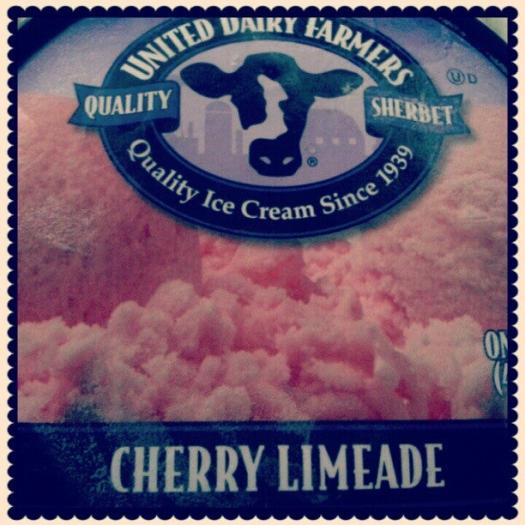 UNITED DAIRY FARMERS
QUALITY
SHERBET
U D
®
Quality Ice Cream Since 1939
CHERRY LIMEADE